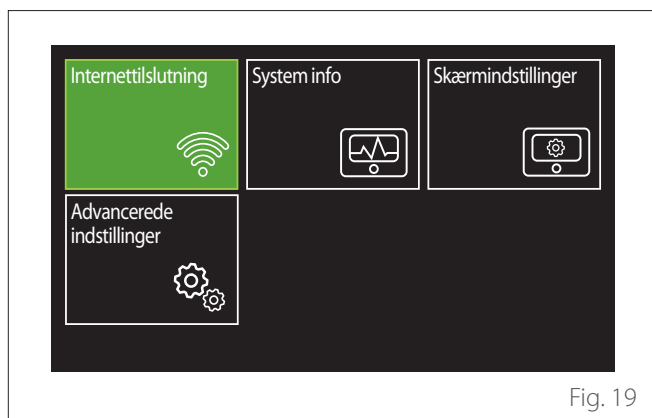 Internettilslutning
System info
Skærmindstillinger
Advancerede
indstillinger
Fig. 19